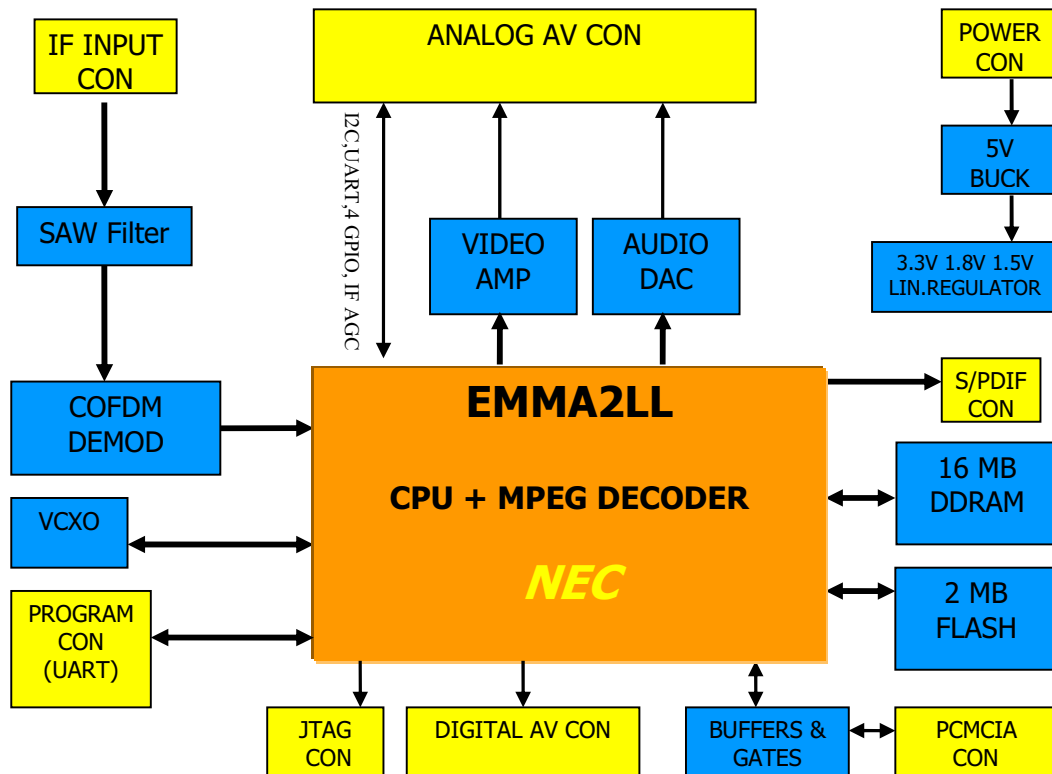 IF INPUT
CON
ANALOG AV CON
POWER
CON
I2C,UART,4 GPIO, IF AGC
5V
BUCK
SAW Filter
VIDEO
AMP
AUDIO
DAC
3.3V 1.8V 1.5V
LIN.REGULATOR
COFDM
DEMOD
EMMA2LL
CPU + MPEG DECODER
NEC
S/PDIF
CON
16 MB
DDRAM
VCXO
2 MB
FLASH
PROGRAM
CON
(UART)
JTAG
CON
DIGITAL AV CON
BUFFERS &
GATES
PCMCIA
CON